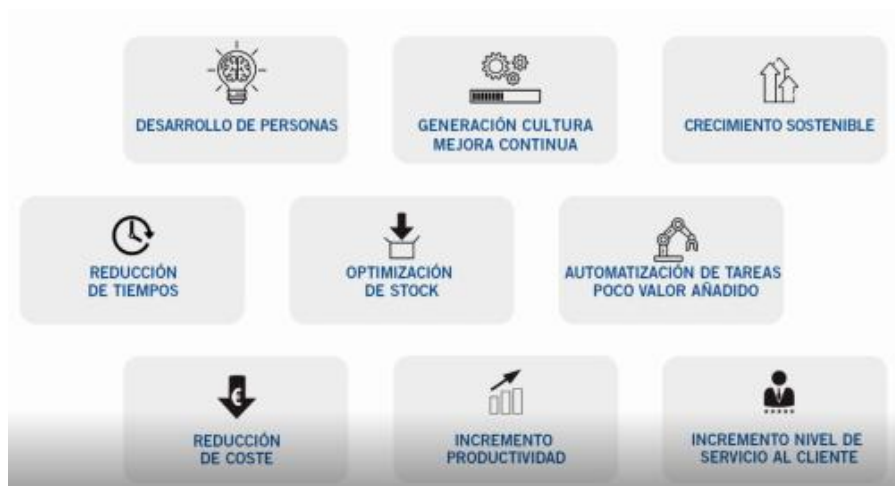 DESARROLLO DE PERSONAS
GENERACIÓN CULTURA
MEJORA CONTINUA
CRECIMIENTO SOSTENIBLE
REDUCCIÓN
DE TIEMPOS
OPTIMIZACIÓN
DE STOCK
AUTOMATIZACIÓN DE TAREAS
POCO VALOR AÑADIDO
€
REDUCCIÓN
DE COSTE
INCREMENTO
PRODUCTIVIDAD
INCREMENTO NIVEL DE
SERVICIO AL CLIENTE